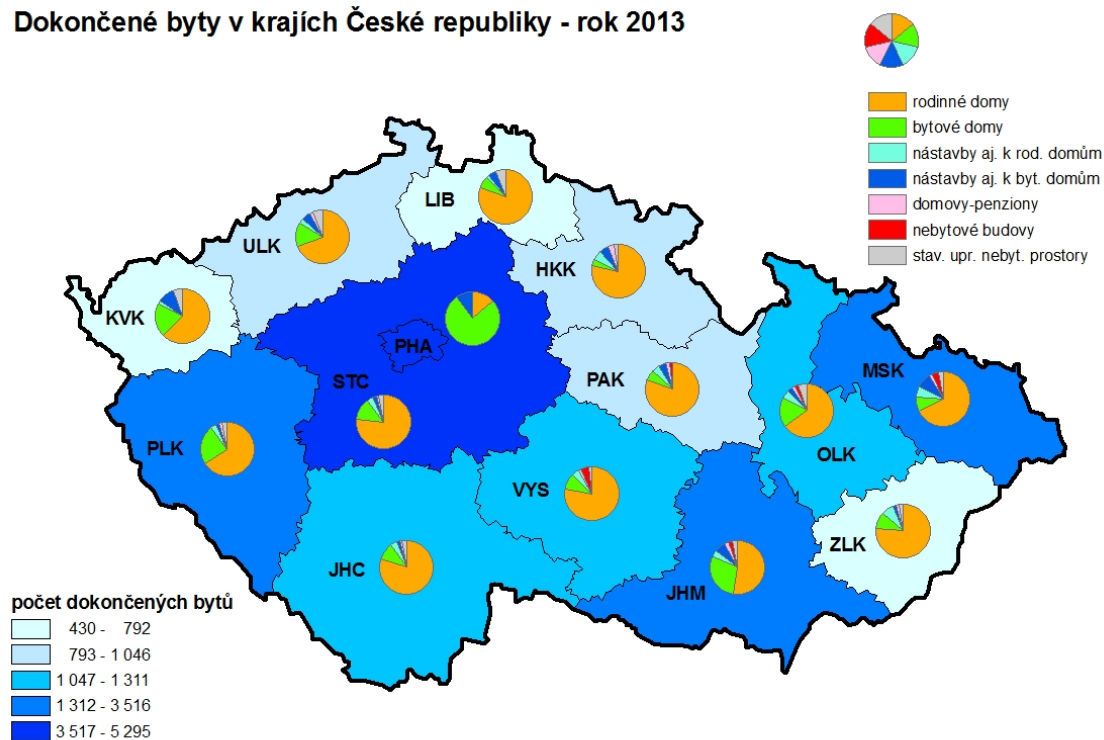 Dokončené byty v krajích České republiky - rok 2013
rodinné domy
bytové domy
nástavby aj. k rod. domům
nástavby aj. k byt. domům
domovy-penziony
nebytové budovy
stav. upr. nebyt. prostory
LIB
ULK
HKK
KVK
PHA
STC
PAK
MSK
PLK
OLK
VYS
ZLK
JHC
JHM
počet dokončených bytů
430 - 792
793 - 1 046
1 047 - 1 311
1 312 - 3 516
3 517 - 5 295